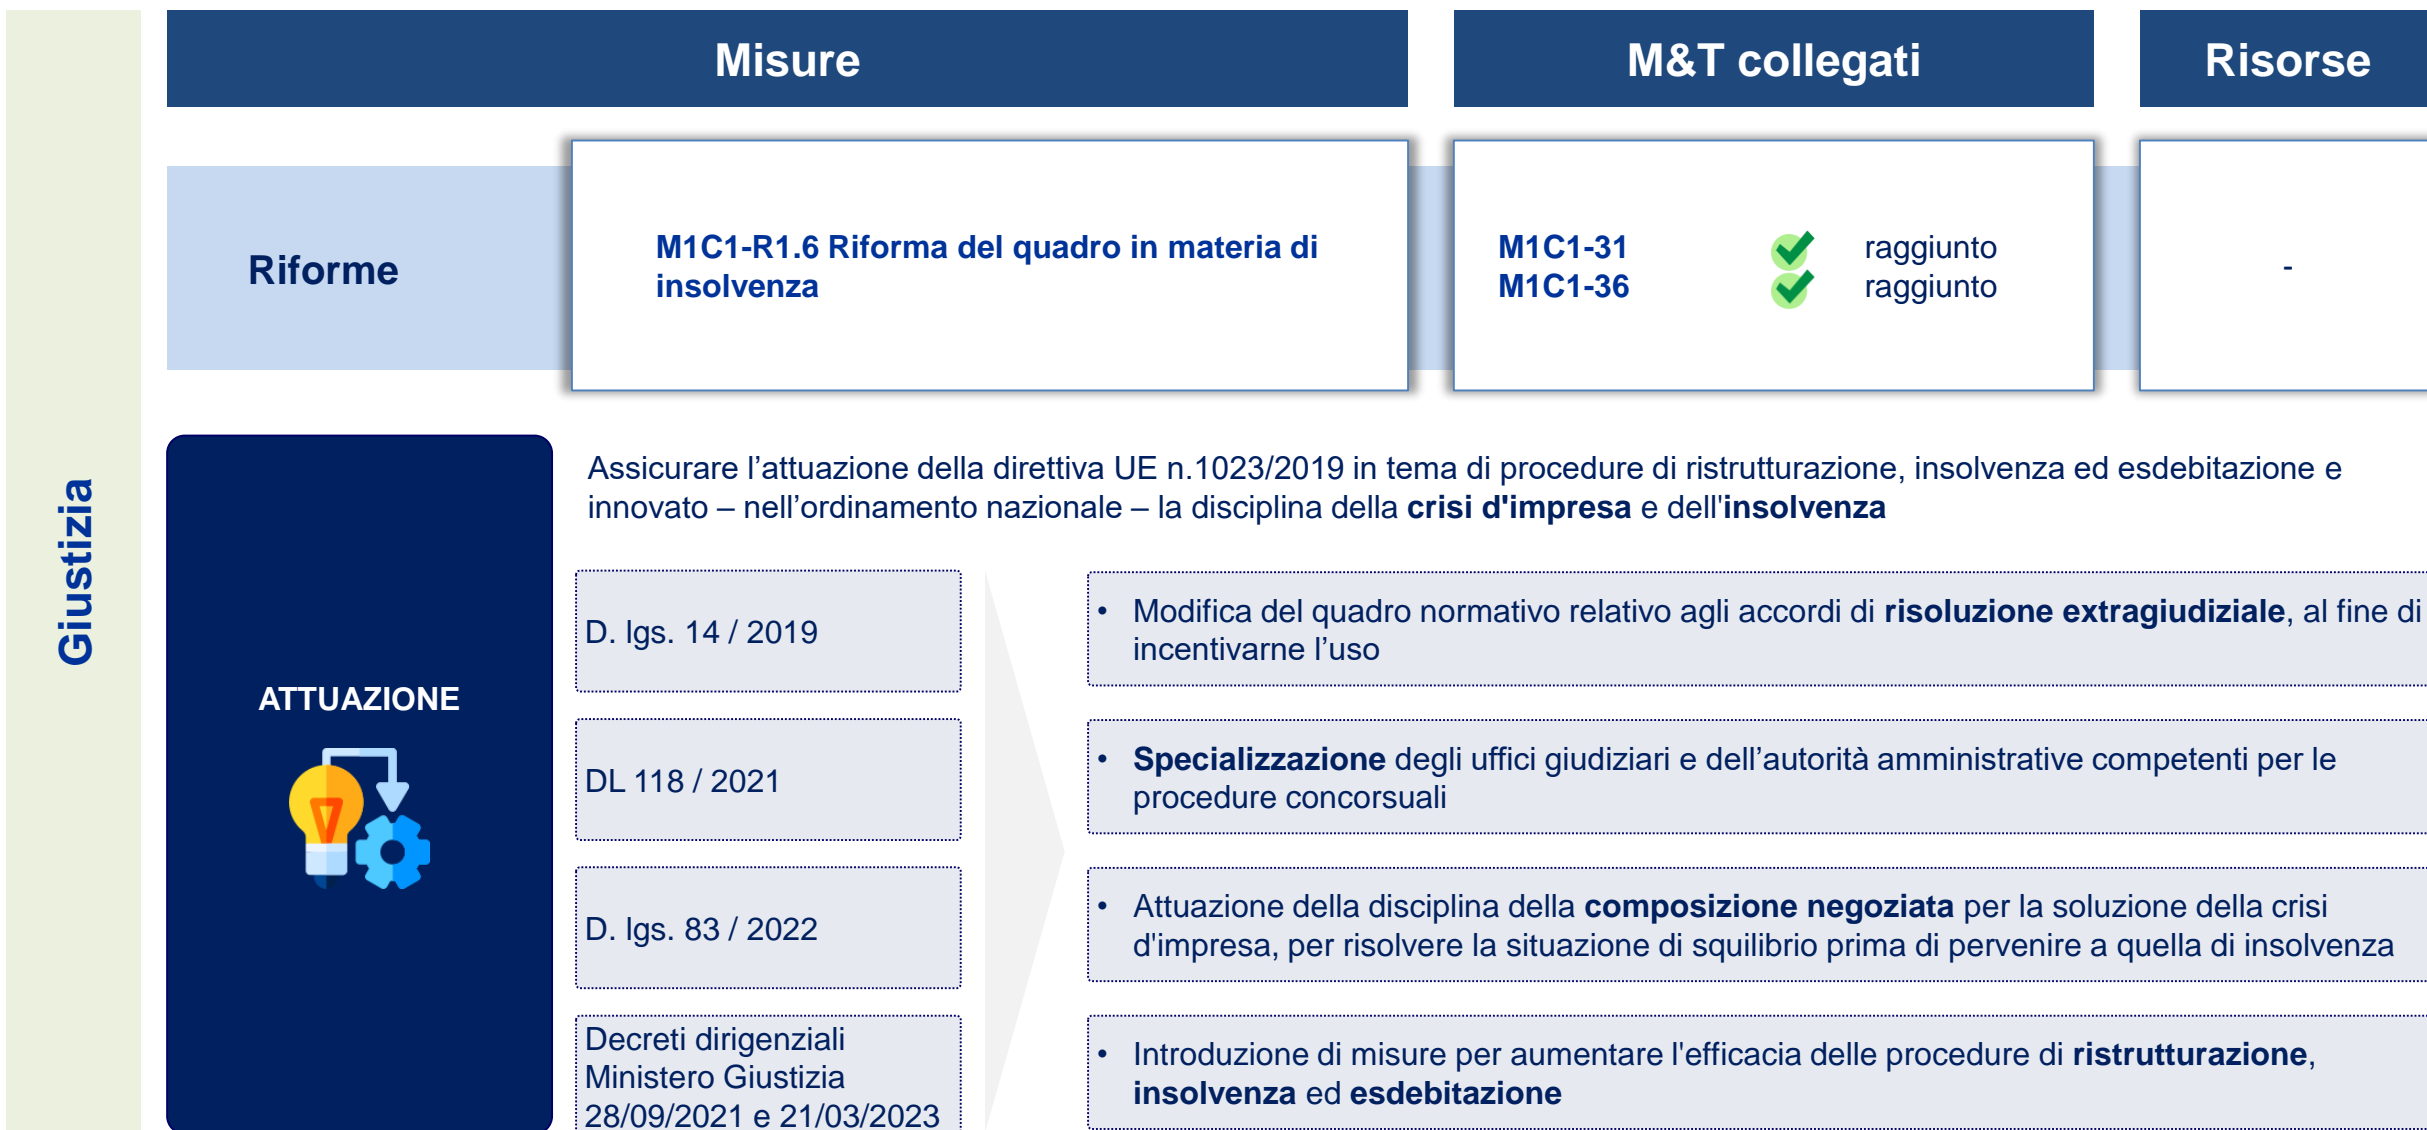 Misure
M&T collegati
Risorse
Giustizia
Riforme
M1C1-R1.6 Riforma del quadro in materia di
insolvenza
M1C1-31 raggiunto
M1C1-36 raggiunto
-
ATTUAZIONE
Assicurare l’attuazione della direttiva UE n.1023/2019 in tema di procedure di ristrutturazione, insolvenza ed esdebitazione e
innovato – nell’ordinamento nazionale – la disciplina della crisi d'impresa e dell'insolvenza
D. lgs. 14 / 2019
DL 118 / 2021
D. lgs. 83 / 2022
Decreti dirigenziali
Ministero Giustizia
28/09/2021 e 21/03/2023
• Modifica del quadro normativo relativo agli accordi di risoluzione extragiudiziale, al fine di
incentivarne l’uso
• Specializzazione degli uffici giudiziari e dell’autorità amministrative competenti per le
procedure concorsuali
• Attuazione della disciplina della composizione negoziata per la soluzione della crisi
d'impresa, per risolvere la situazione di squilibrio prima di pervenire a quella di insolvenza
• Introduzione di misure per aumentare l'efficacia delle procedure di ristrutturazione,
insolvenza ed esdebitazione